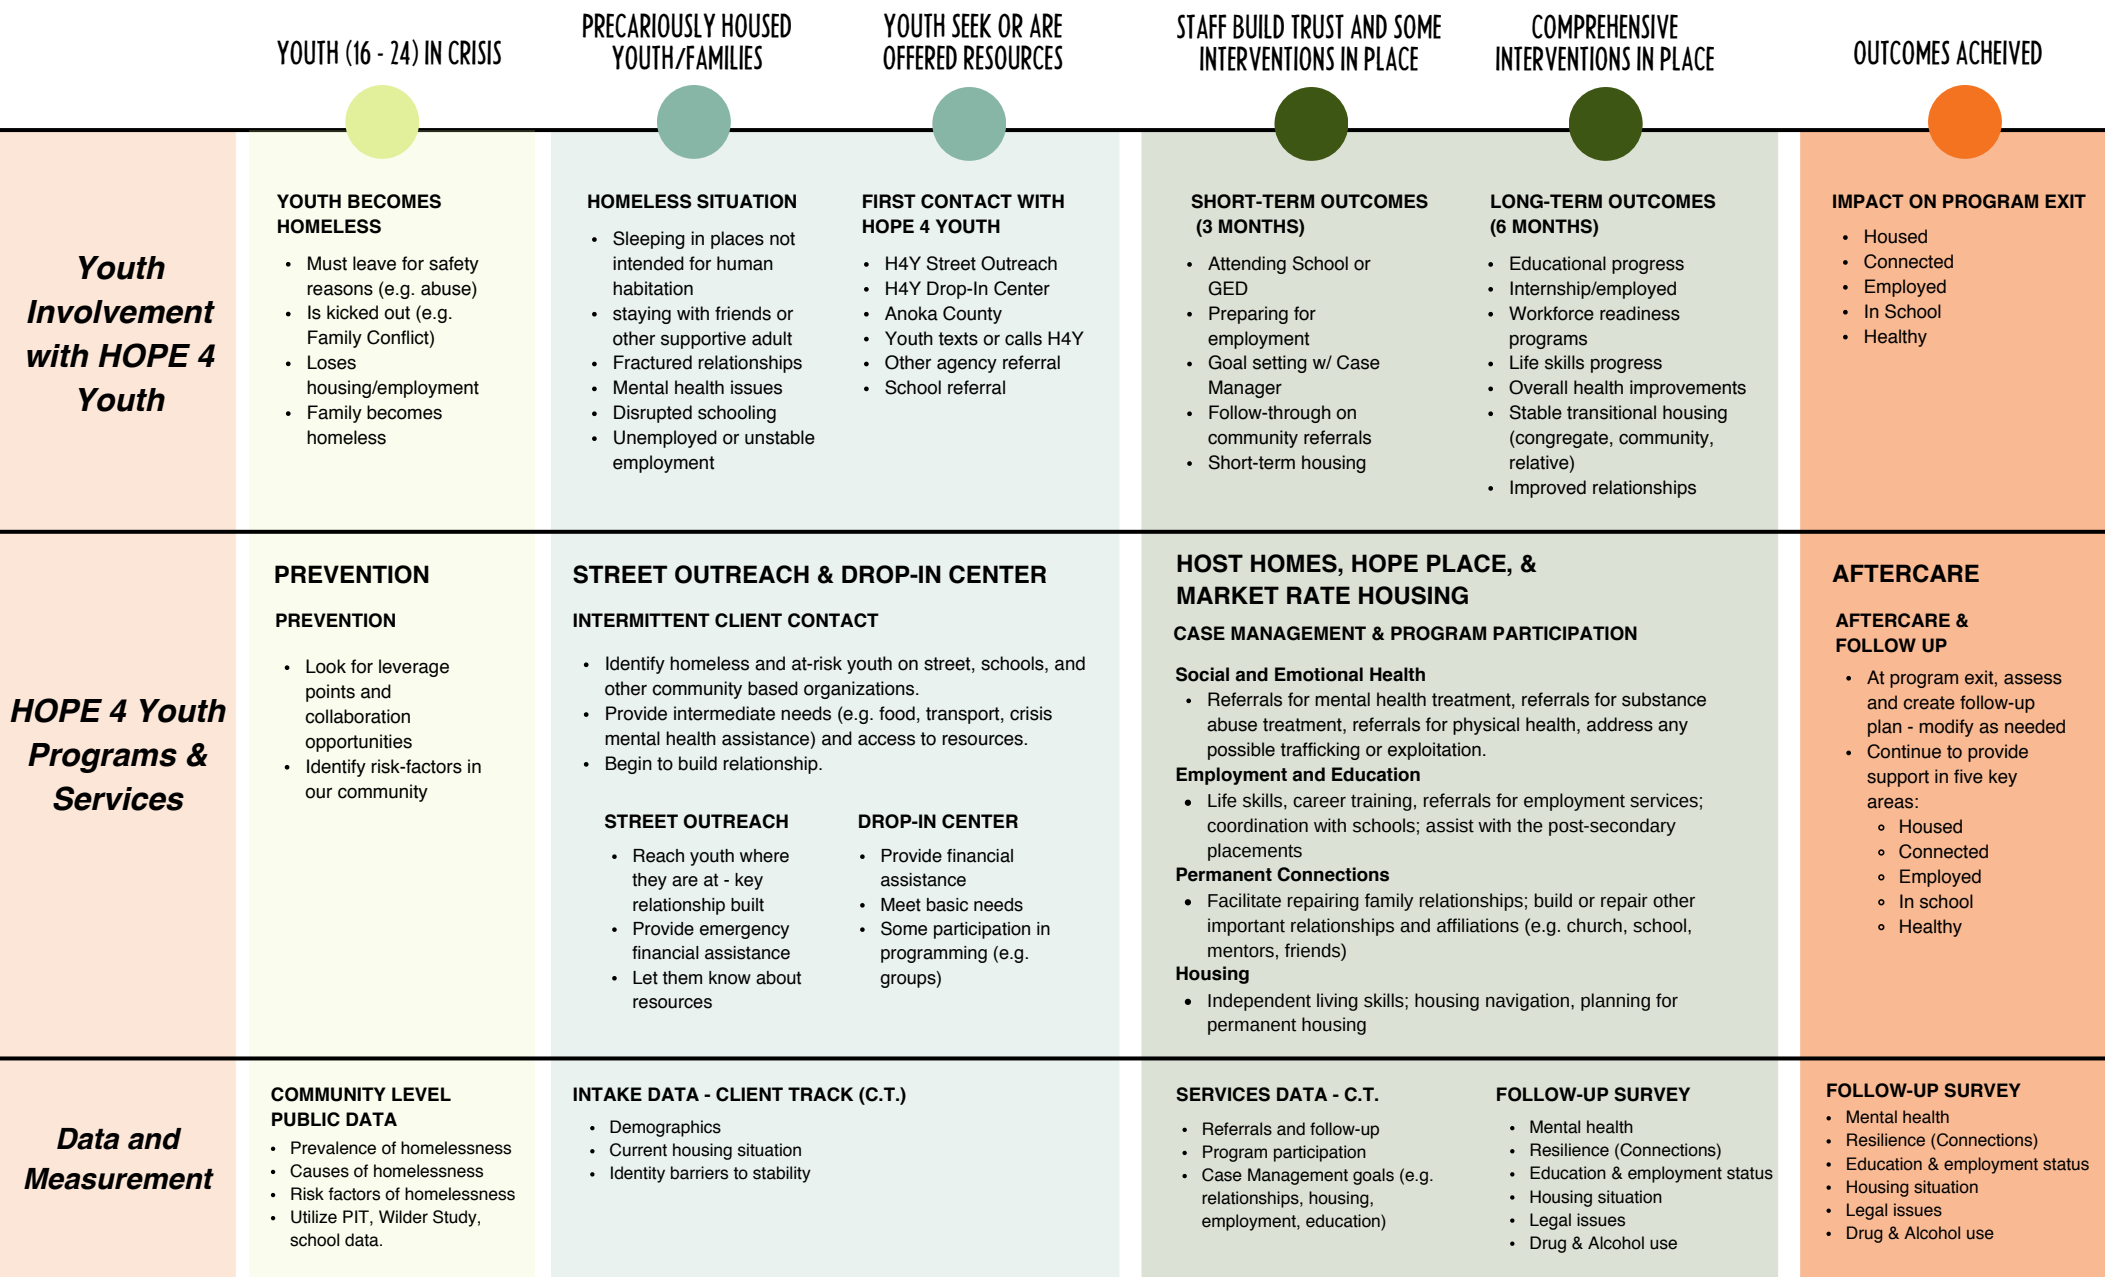 YOUTH (16 - 24) IN CRISIS
PRECARIOUSLY HOUSED
YOUTH/FAMILIES
YOUTH SEEK OR ARE
OFFERED RESOURCES
STAFF BUILD TRUST AND SOME
INTERVENTIONS IN PLACE
COMPREHENSIVE
INTERVENTIONS IN PLACE
OUTCOMES ACHEIVED
Youth
Involvement
with HOPE 4
Youth
YOUTH BECOMES
HOMELESS
• Must leave for safety
reasons (e.g. abuse)
• Is kicked out (e.g.
Family Conflict)
• Loses
housing/employment
• Family becomes
homeless
HOMELESS SITUATION
• Sleeping in places not
intended for human
habitation
• staying with friends or
other supportive adult
• Fractured relationships
• Mental health issues
• Disrupted schooling
• Unemployed or unstable
employment
FIRST CONTACT WITH
HOPE 4 YOUTH
• H4Y Street Outreach
• H4Y Drop-In Center
• Anoka County
• Youth texts or calls H4Y
• Other agency referral
• School referral
SHORT-TERM OUTCOMES
(3 MONTHS)
• Attending School or
GED
• Preparing for
employment
• Goal setting w/ Case
Manager
• Follow-through on
community referrals
• Short-term housing
LONG-TERM OUTCOMES
(6 MONTHS)
• Educational progress
• Internship/employed
• Workforce readiness
programs
• Life skills progress
• Overall health improvements
• Stable transitional housing
(congregate, community,
relative)
• Improved relationships
IMPACT ON PROGRAM EXIT
• Housed
• Connected
• Employed
• In School
• Healthy
HOPE 4 Youth
Programs &
Services
PREVENTION
PREVENTION
• Look for leverage
points and
collaboration
opportunities
• Identify risk-factors in
our community
STREET OUTREACH & DROP-IN CENTER
INTERMITTENT CLIENT CONTACT
• Identify homeless and at-risk youth on street, schools, and
other community based organizations.
• Provide intermediate needs (e.g. food, transport, crisis
mental health assistance) and access to resources.
• Begin to build relationship.
STREET OUTREACH
• Reach youth where
they are at - key
relationship built
• Provide emergency
financial assistance
• Let them know about
resources
DROP-IN CENTER
• Provide financial
assistance
• Meet basic needs
• Some participation in
programming (e.g.
groups)
HOST HOMES, HOPE PLACE, &
MARKET RATE HOUSING
CASE MANAGEMENT & PROGRAM PARTICIPATION
Social and Emotional Health
• Referrals for mental health treatment, referrals for substance
abuse treatment, referrals for physical health, address any
possible trafficking or exploitation.
Employment and Education
• Life skills, career training, referrals for employment services;
coordination with schools; assist with the post-secondary
placements
Permanent Connections
• Facilitate repairing family relationships; build or repair other
important relationships and affiliations (e.g. church, school,
mentors, friends)
Housing
• Independent living skills; housing navigation, planning for
permanent housing
AFTERCARE
AFTERCARE &
FOLLOW UP
• At program exit, assess
and create follow-up
plan - modify as needed
• Continue to provide
support in five key
areas:
◦ Housed
◦ Connected
◦ Employed
◦ In school
◦ Healthy
Data and
Measurement
COMMUNITY LEVEL
PUBLIC DATA
• Prevalence of homelessness
• Causes of homelessness
• Risk factors of homelessness
• Utilize PIT, Wilder Study,
school data.
INTAKE DATA - CLIENT TRACK (C.T.)
• Demographics
• Current housing situation
• Identity barriers to stability
SERVICES DATA - C.T.
• Referrals and follow-up
• Program participation
• Case Management goals (e.g.
relationships, housing,
employment, education)
FOLLOW-UP SURVEY
• Mental health
• Resilience (Connections)
• Education & employment status
• Housing situation
• Legal issues
• Drug & Alcohol use
FOLLOW-UP SURVEY
• Mental health
• Resilience (Connections)
• Education & employment status
• Housing situation
• Legal issues
• Drug & Alcohol use